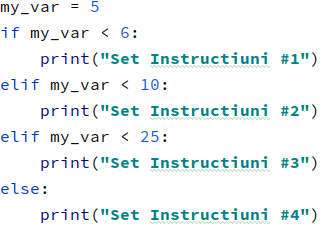 my_var = 5
if my_var < 6:
    print("Set Instructiuni #1")
elif my_var < 10:
    print("Set Instructiuni #2")
elif my_var < 25:
    print("Set Instructiuni #3")
else:
    print("Set Instructiuni #4")